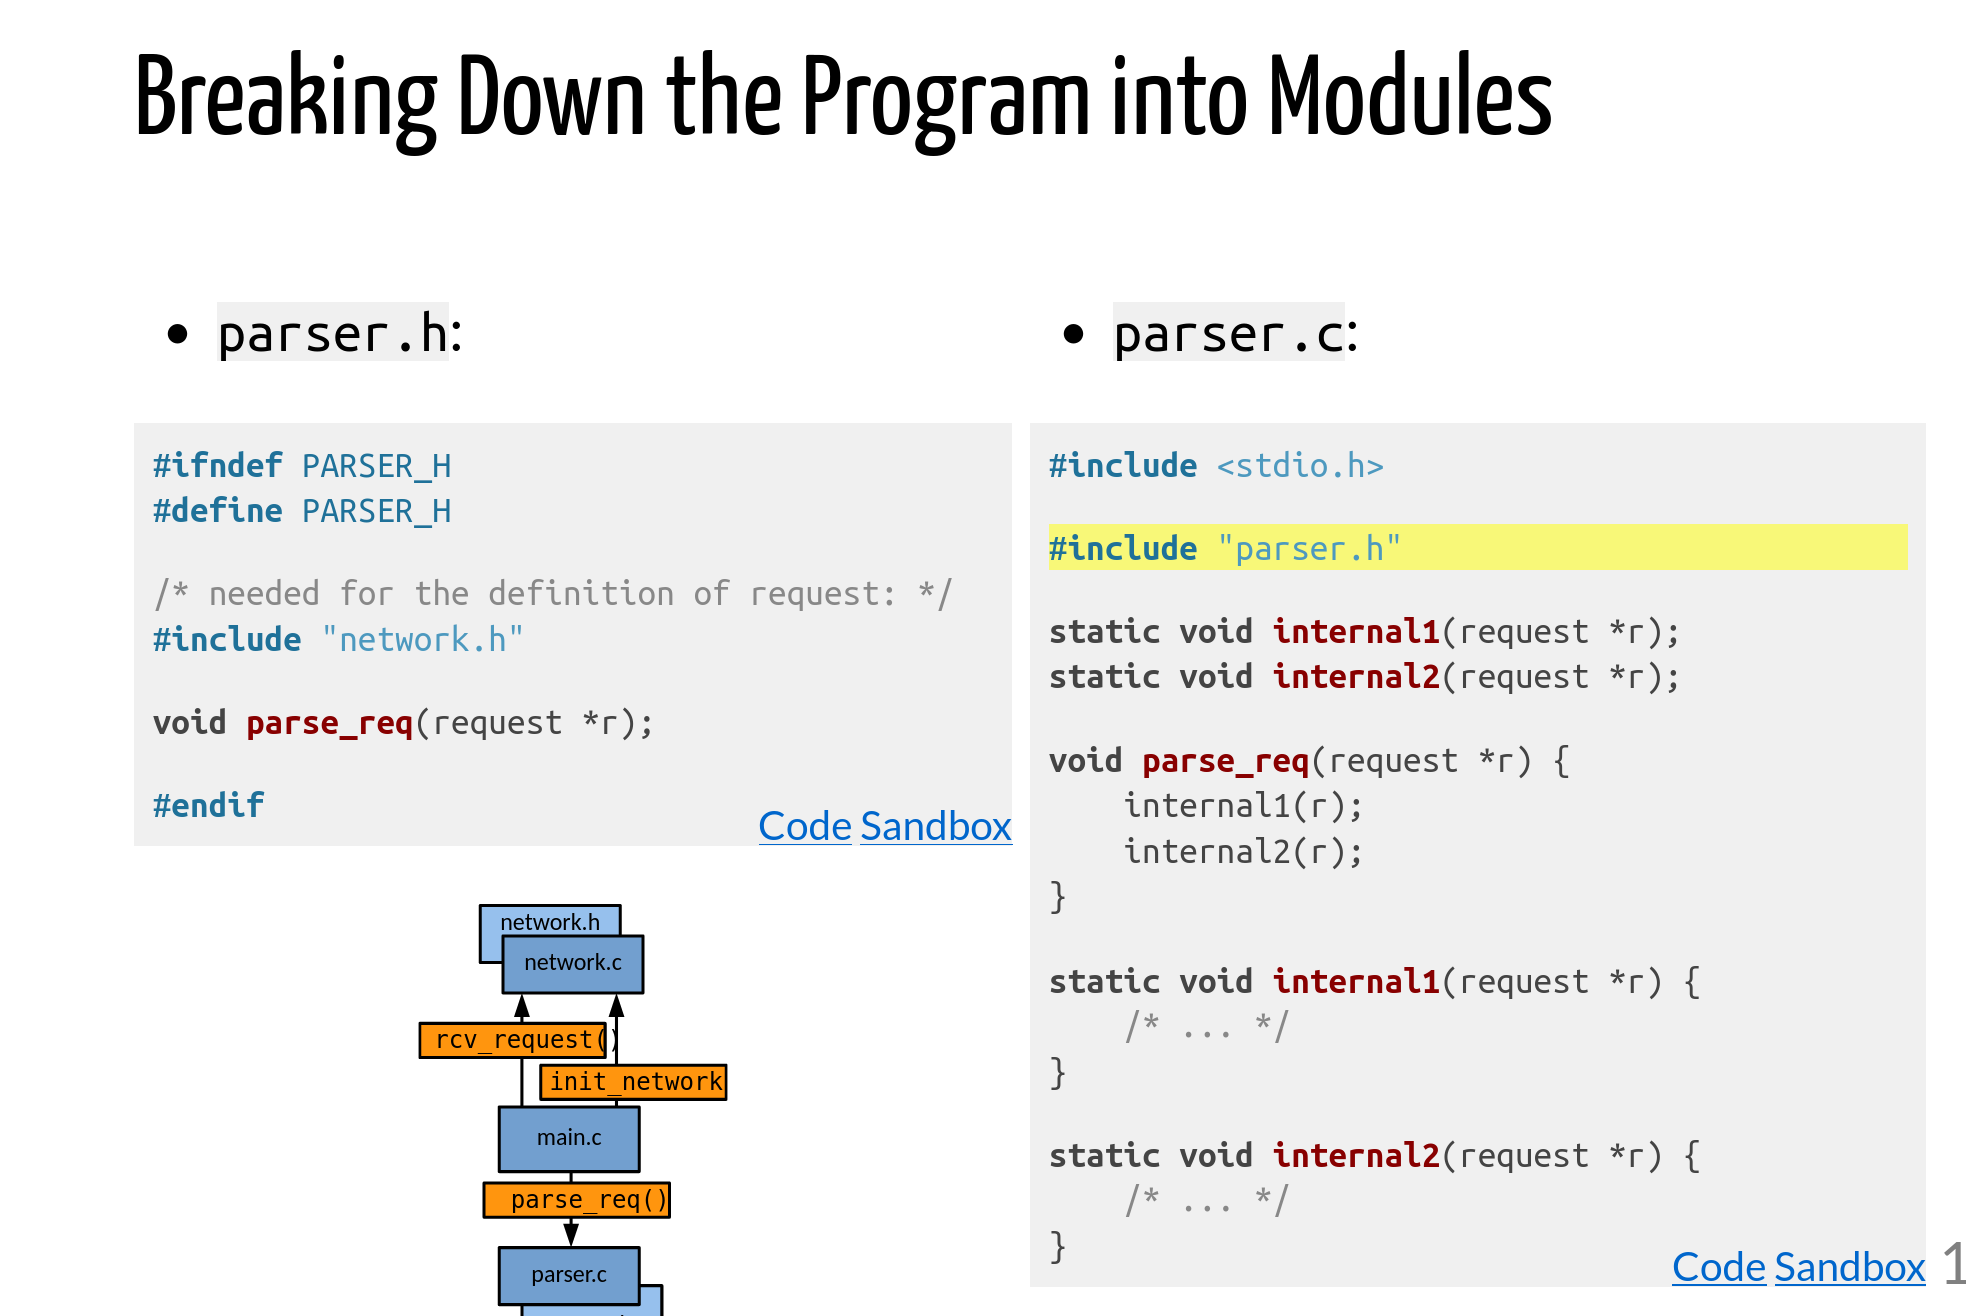 Breaking Down the Program into Modules
• parser.h:
#ifndef PARSER_H
#define PARSER_H
/* needed for the definition of request: */
#include "network.h"
void parse_req(request *r);
#endif
Code Sandbox
network.h
network.c
rcv_request()
init_network
main.c
parse_req()
parser.c
• parser.c:
#include <stdio.h>
#include "parser.h"
static void internal1(request *r);
static void internal2(request *r);
void parse_req(request *r) {
    internal1(r);
    internal2(r);
}
static void internal1(request *r) {
    /* ... */
}
static void internal2(request *r) {
    /* ... */
}
Code Sandbox
1